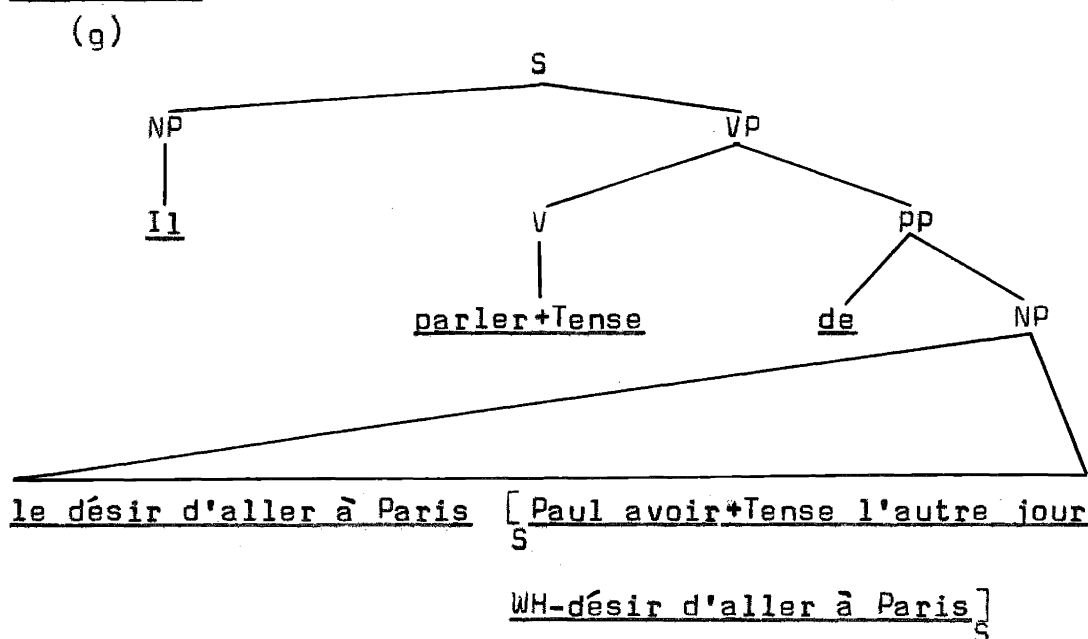 (g)
S
NP VP
Il V PP
parler+Tense de NP
le désir d'aller à Paris [Paul avoir+Tense l'autre jour
S
WH-désir d'aller à Paris]
S